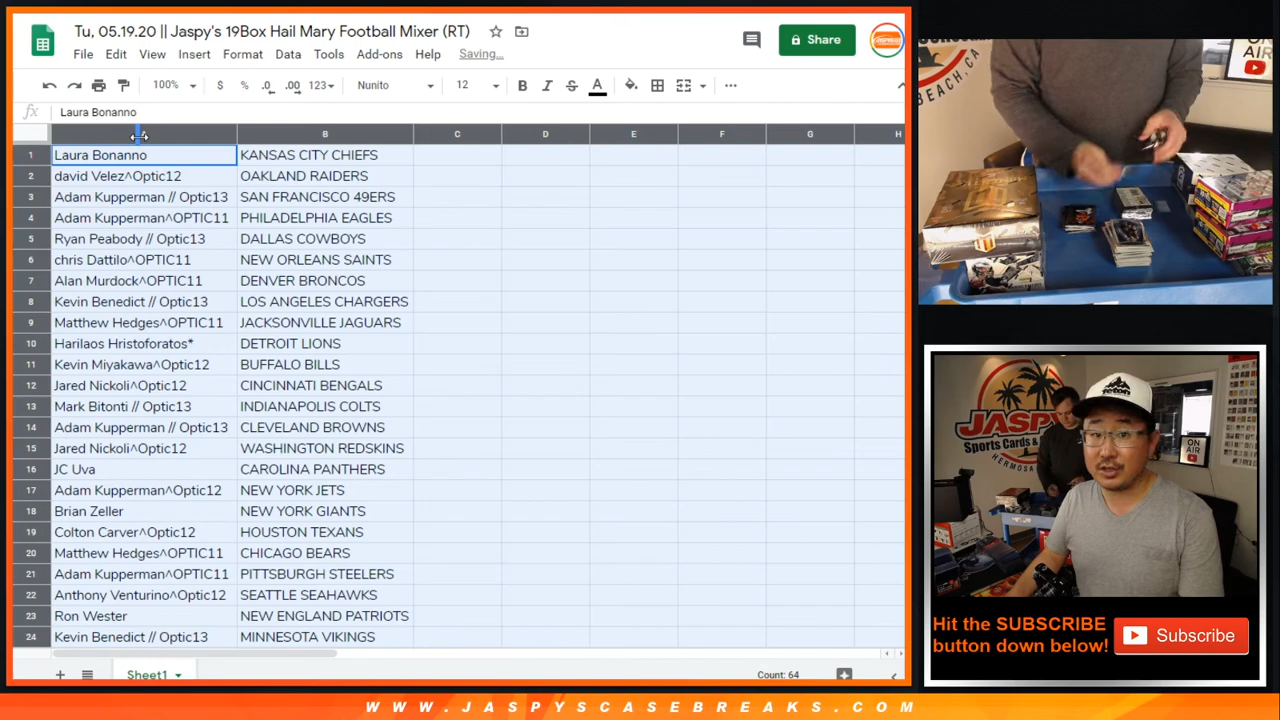 Tu, 05.19.20 || Jaspy's 19Box Hail Mary Football Mixer (RT)
File Edit View Insert Format Data Tools Add-ons Help Saving...
Share
100% $ % .0 .00 123 Nunito 12 B I S A
fx Laura Bonanno
B C D E F G H
1 Laura Bonanno KANSAS CITY CHIEFS
2 david Velez^Optic12 OAKLAND RAIDERS
3 Adam Kupperman // Optic13 SAN FRANCISCO 49ERS
4 Adam Kupperman^OPTIC11 PHILADELPHIA EAGLES
5 Ryan Peabody // Optic13 DALLAS COWBOYS
6 chris Dattilo^OPTIC11 NEW ORLEANS SAINTS
7 Alan Murdock^OPTIC11 DENVER BRONCOS
8 Kevin Benedict // Optic13 LOS ANGELES CHARGERS
9 Matthew Hedges^OPTIC11 JACKSONVILLE JAGUARS
10 Harilaos Hristoforatos* DETROIT LIONS
11 Kevin Miyakawa^Optic12 BUFFALO BILLS
12 Jared Nickoli^Optic12 CINCINNATI BENGALS
13 Mark Bitonti // Optic13 INDIANAPOLIS COLTS
14 Adam Kupperman // Optic13 CLEVELAND BROWNS
15 Jared Nickoli^Optic12 WASHINGTON REDSKINS
16 JC Uva CAROLINA PANTHERS
17 Adam Kupperman^Optic12 NEW YORK JETS
18 Brian Zeller NEW YORK GIANTS
19 Colton Carver^Optic12 HOUSTON TEXANS
20 Matthew Hedges^OPTIC11 CHICAGO BEARS
21 Adam Kupperman^OPTIC11 PITTSBURGH STEELERS
22 Anthony Venturino^Optic12 SEATTLE SEAHAWKS
23 Ron Wester NEW ENGLAND PATRIOTS
24 Kevin Benedict // Optic13 MINNESOTA VIKINGS
Sheet1
Count: 64
BEACH, CA
ON
AIR
JASPY
Sports Cards &
HERMOSA
ON
AIR
Hit the SUBSCRIBE
button down below!
Subscribe
WWW.JASPYSCASEBREAKS.COM